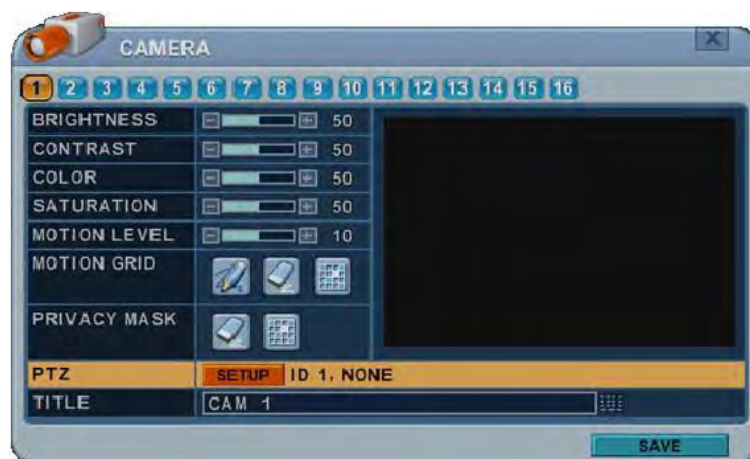 CAMERA X
1 2 3 4 5 6 7 8 9 10 11 12 13 14 15 16
BRIGHTNESS 50
CONTRAST 50
COLOR 50
SATURATION 50
MOTION LEVEL 10
MOTION GRID
PRIVACY MASK
PTZ SETUP ID 1, NONE
TITLE CAM 1
SAVE